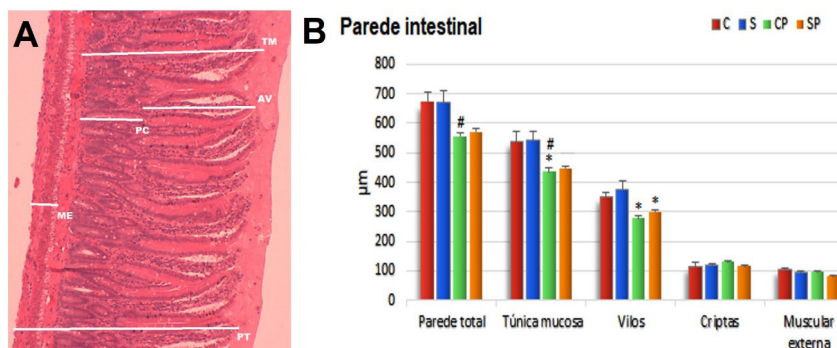 A
TM
AV
PC
ME
PT
B Parede intestinal
C S CP SP
800
700
600
500
400
300
200
100
0
µm
#
#
*
* *
Parede total Túnica mucosa Vilos Criptas Muscular
externa